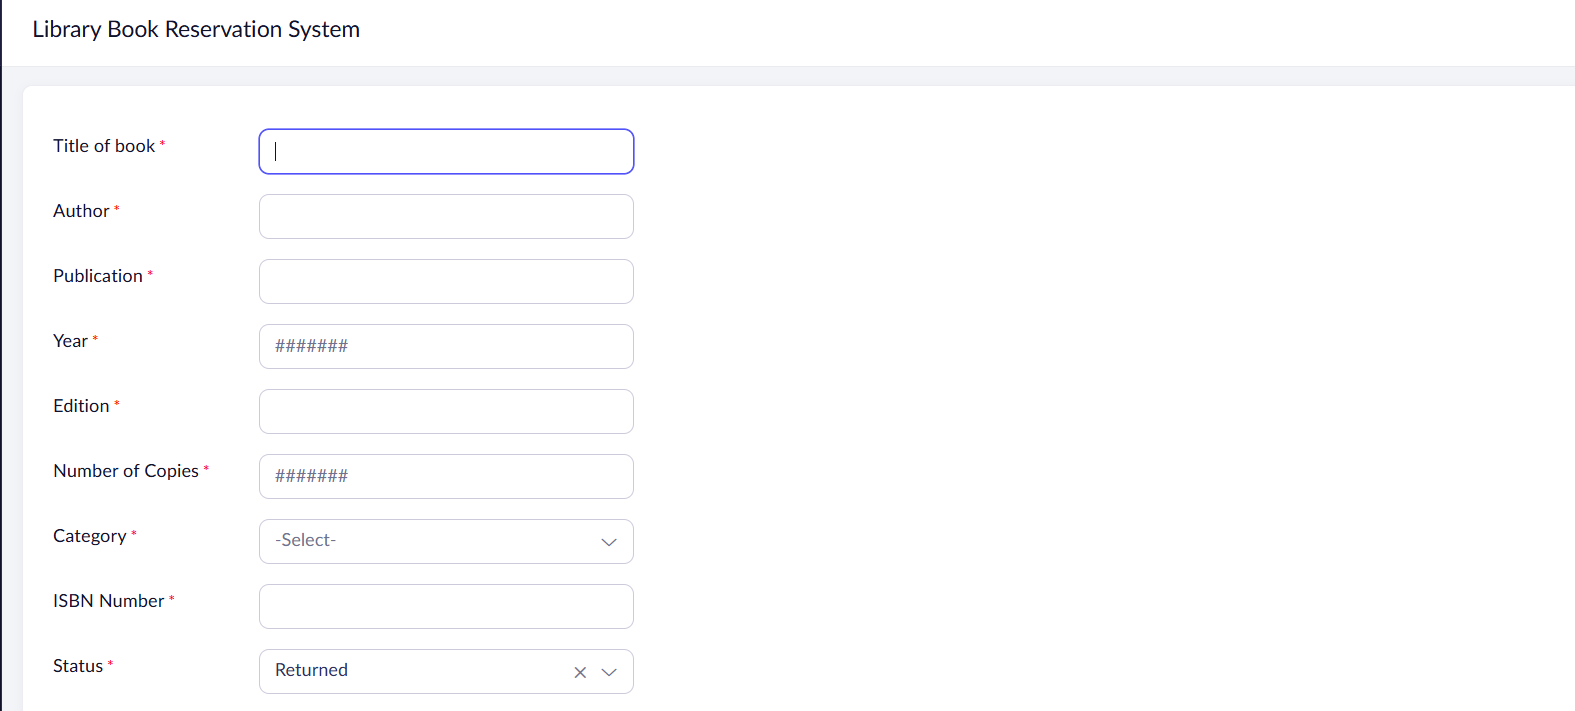 Library Book Reservation System
Title of book *
Author *
Publication *
Year * #######
Edition *
Number of Copies * #######
Category * -Select-
ISBN Number *
Status * Returned